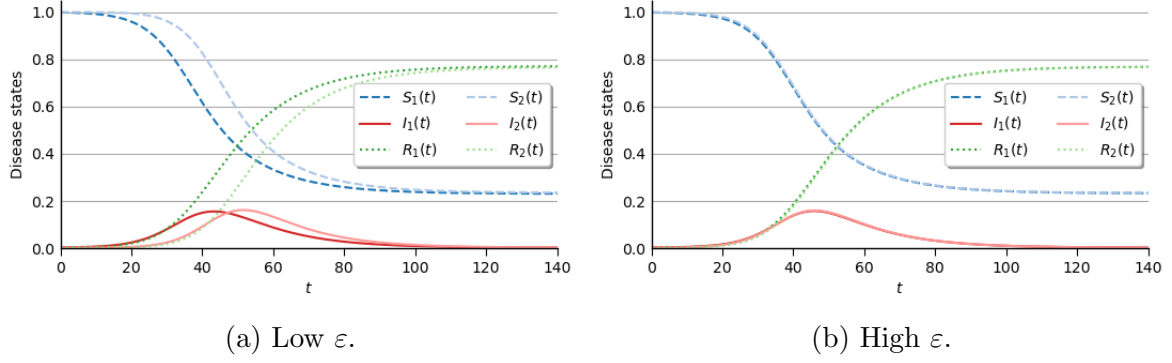 Disease states
1.0
0.8
0.6
0.4
0.2
0.0
S₁(t) S₂(t)
I₁(t) I₂(t)
R₁(t) R₂(t)
0 20 40 60 80 100 120 140
t
(a) Low ε.
Disease states
1.0
0.8
0.6
0.4
0.2
0.0
S₁(t) S₂(t)
I₁(t) I₂(t)
R₁(t) R₂(t)
0 20 40 60 80 100 120 140
t
(b) High ε.